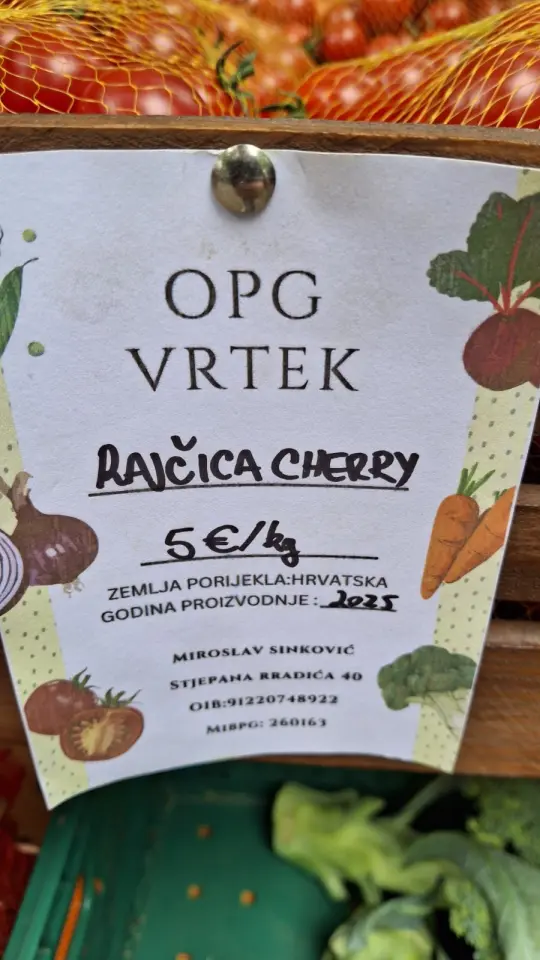 OPG
VRTEK
RAJČICA CHERRY
5 €/kg
ZEMLJA PORIJEKLA:HRVATSKA
GODINA PROIZVODNJE: 2025
MIROSLAV SINKOVIĆ
STJEPANA RRADIĆA 40
OIB:91220748922
MIBPG: 260163